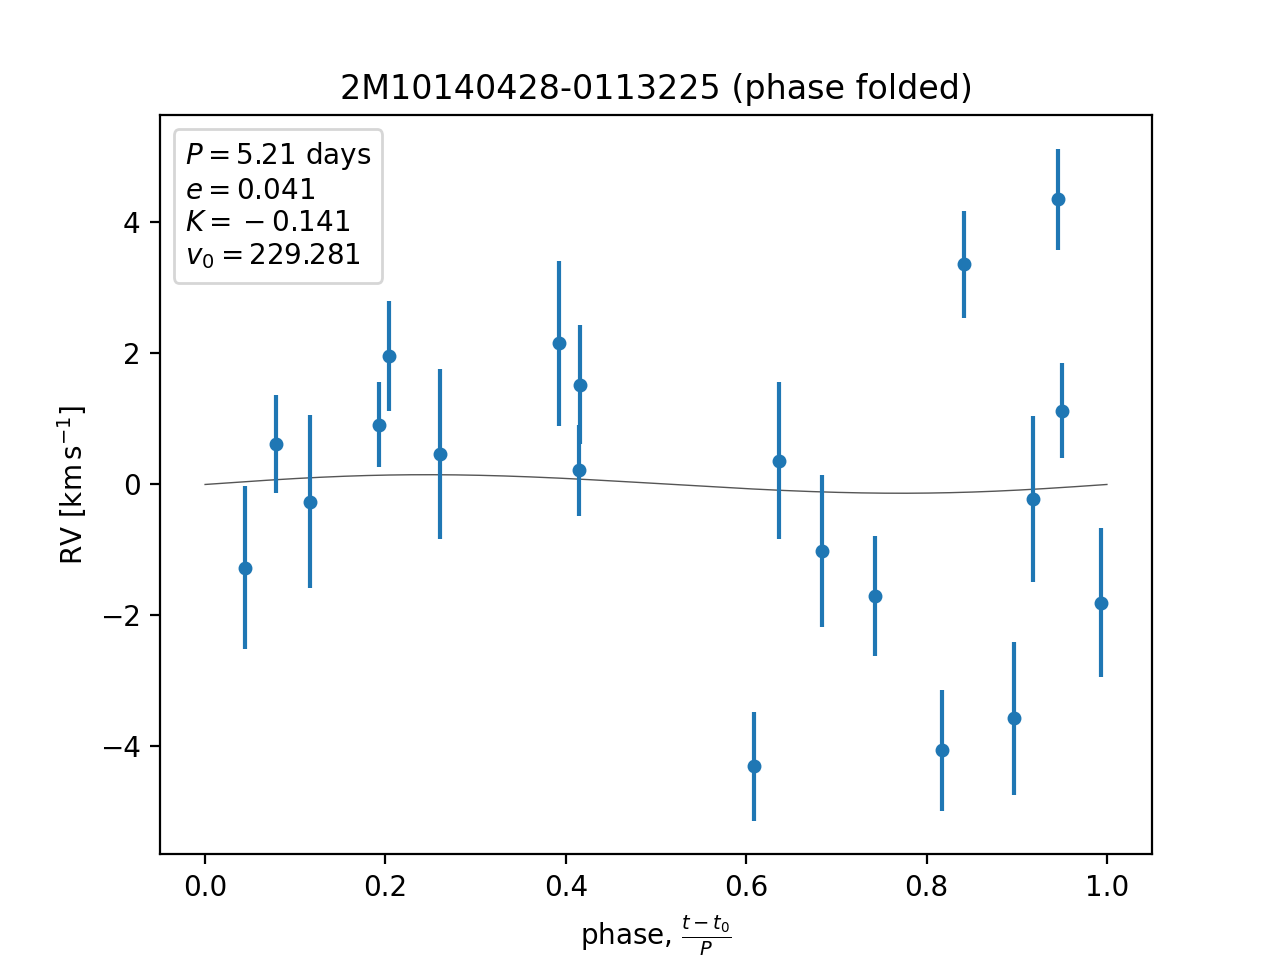 2M10140428-0113225 (phase folded)
P = 5.21 days
e = 0.041
K = −0.141
v₀ = 229.281
RV [km s⁻¹]
4
2
0
−2
−4
0.0 0.2 0.4 0.6 0.8 1.0
phase, (t − t₀)/P